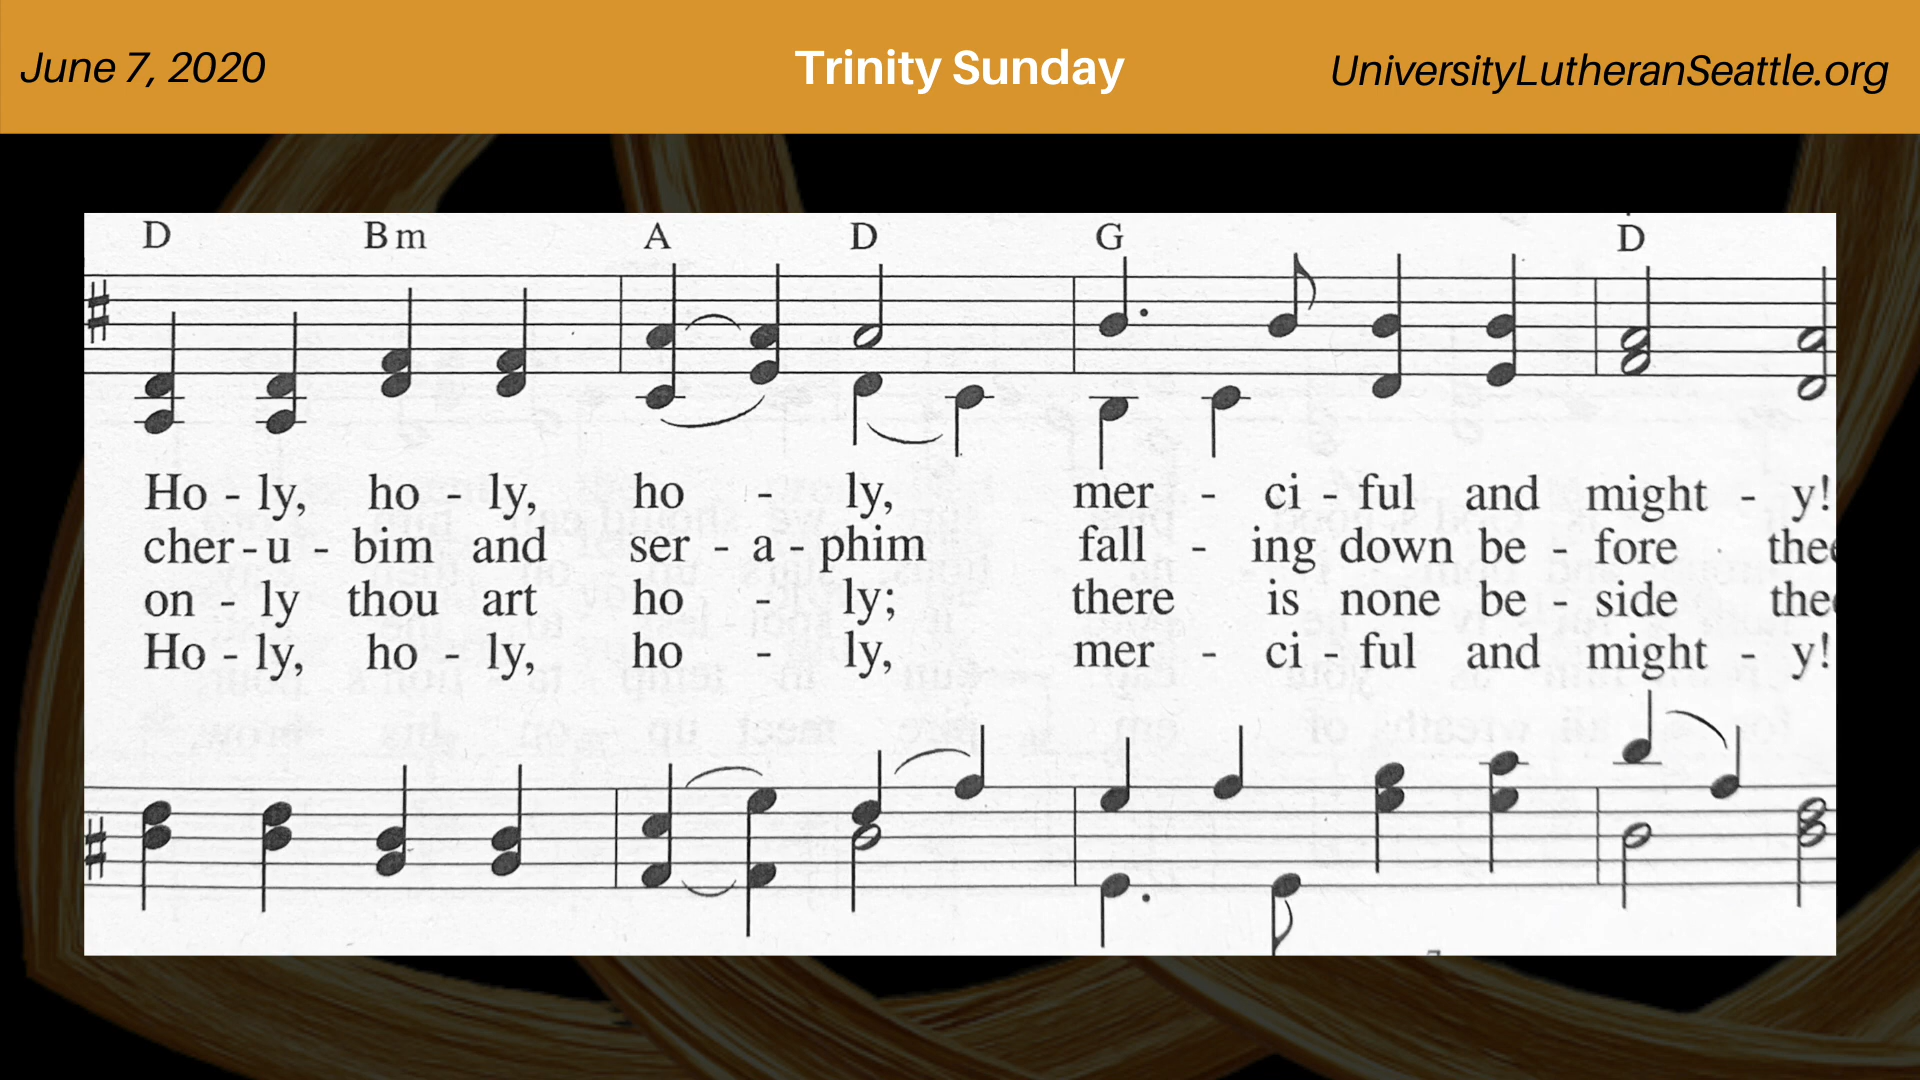 June 7, 2020 Trinity Sunday UniversityLutheranSeattle.org
D Bm A D G D
Ho - ly, ho - ly, ho - ly, mer - ci - ful and might - y!
cher - u - bim and ser - a - phim fall - ing down be - fore
on - ly thou art ho - ly; there is none be - side
Ho - ly, ho - ly, ho - ly, mer - ci - ful and might - y!